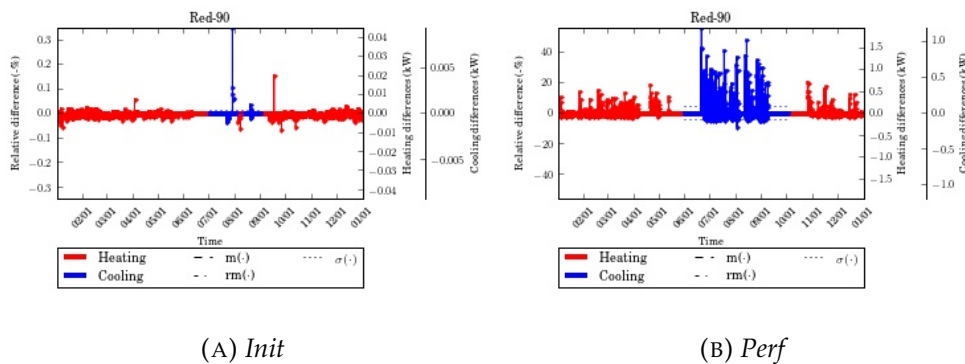 Red-90
Relative difference (-%)
0.3
0.2
0.1
0.0
−0.1
−0.2
−0.3
0.04
0.03
0.02
0.01
0.00
0.01
0.02
0.03
0.04
Heating differences (kW)
0.005
0.000
−0.005
Cooling differences (kW)
02/01 03/01 04/01 05/01 06/01 07/01 08/01 09/01 10/01 11/01 12/01 01/01
Time
Heating m(·) σ(·)
Cooling rm(·)
(A) Init
Red-90
Relative difference (-%)
40
20
0
−20
−40
1.5
1.0
0.5
0.0
−0.5
−1.0
−1.5
Heating differences (kW)
1.0
0.5
0.0
−0.5
−1.0
Cooling differences (kW)
02/01 03/01 04/01 05/01 06/01 07/01 08/01 09/01 10/01 11/01 12/01 01/01
Time
Heating m(·) σ(·)
Cooling rm(·)
(B) Perf